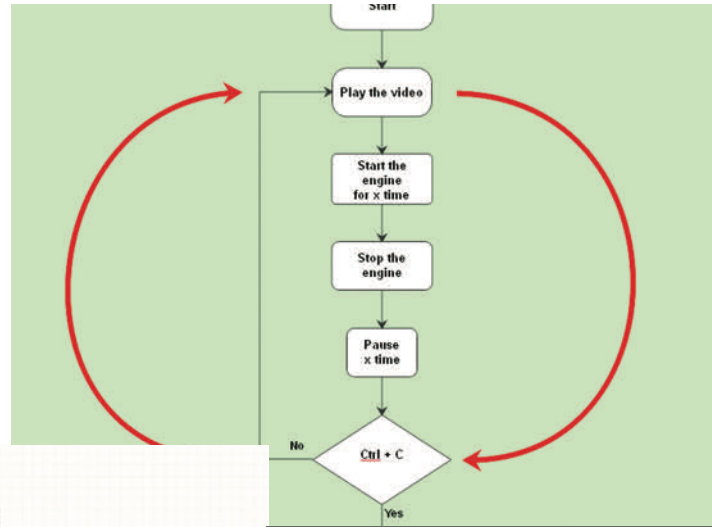 Start
Play the video
Start the
engine
for x time
Stop the
engine
Pause
x time
Ctrl + C
No
Yes